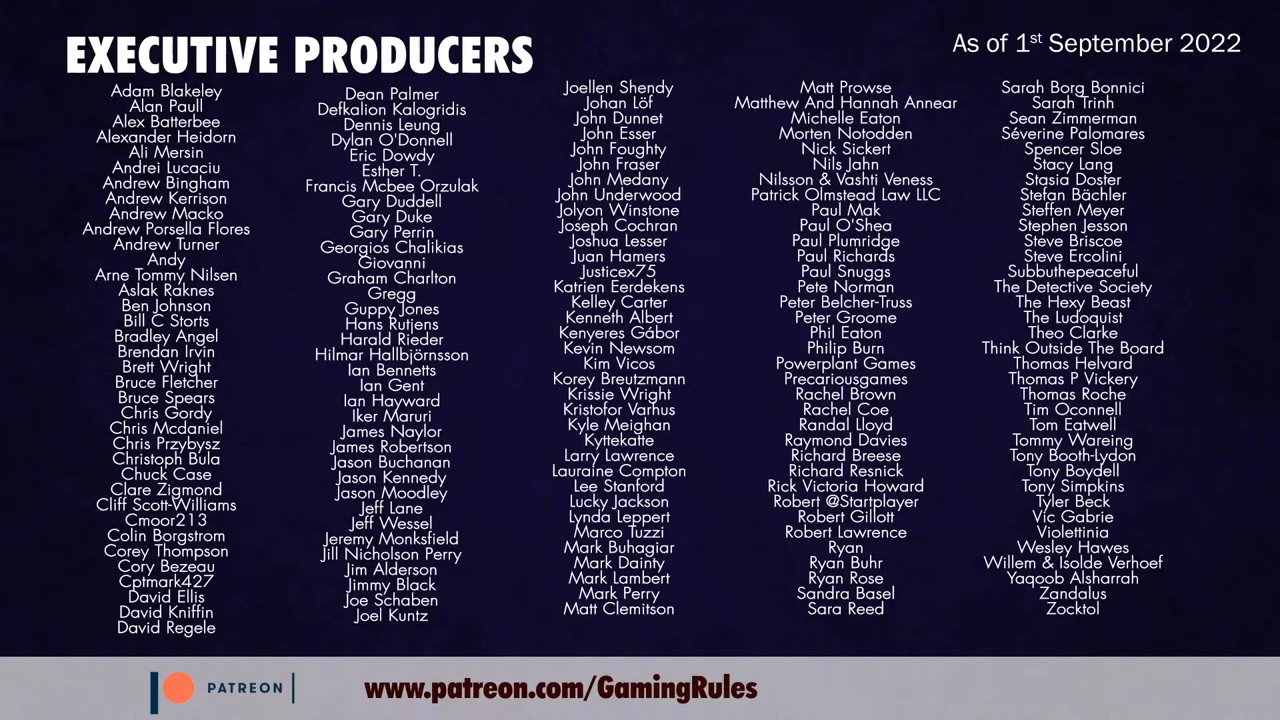 EXECUTIVE PRODUCERS
As of 1st September 2022
Adam Blakeley
Alan Paull
Alex Batterbee
Alexander Heidorn
Ali Mersin
Andrei Lucaciu
Andrew Bingham
Andrew Kerrison
Andrew Macko
Andrew Porsella Flores
Andrew Turner
Andy
Arne Tommy Nilsen
Aslak Raknes
Ben Johnson
Bill C Storts
Bradley Angel
Brendan Irvin
Brett Wright
Bruce Fletcher
Bruce Spears
Chris Gordy
Chris Mcdaniel
Chris Przybysz
Christoph Bula
Chuck Case
Clare Zigmond
Cliff Scott-Williams
Cmoor213
Colin Borgstrom
Corey Thompson
Cory Bezeau
Cptmark427
David Ellis
David Kniffin
David Regele
Dean Palmer
Defkalion Kalogridis
Dennis Leung
Dylan O'Donnell
Eric Dowdy
Esther T.
Francis Mcbee Orzulak
Gary Duddell
Gary Duke
Gary Perrin
Georgios Chalikias
Giovanni
Graham Charlton
Gregg
Guppy Jones
Hans Rutjens
Harald Rieder
Hilmar Hallbjörnsson
Ian Bennetts
Ian Gent
Ian Hayward
Iker Maruri
James Naylor
James Robertson
Jason Buchanan
Jason Kennedy
Jason Moodley
Jeff Lane
Jeff Wessel
Jeremy Monksfield
Jill Nicholson Perry
Jim Alderson
Jimmy Black
Joe Schaben
Joel Kuntz
Joellen Shendy
Johan Löf
John Dunnet
John Esser
John Foughty
John Fraser
John Medany
John Underwood
Jolyon Winstone
Joseph Cochran
Joshua Lesser
Juan Hamers
Justicex75
Katrien Eerdekens
Kelley Carter
Kenneth Albert
Kenyeres Gábor
Kevin Newsom
Kim Vicos
Korey Breutzmann
Krissie Wright
Kristofor Varhus
Kyle Meighan
Kyttekatte
Larry Lawrence
Lauraine Compton
Lee Stanford
Lucky Jackson
Lynda Leppert
Marco Tuzzi
Mark Buhagiar
Mark Dainty
Mark Lambert
Mark Perry
Matt Clemitson
Matt Prowse
Matthew And Hannah Annear
Michelle Eaton
Morten Notodden
Nick Sickert
Nils Jahn
Nilsson & Vashti Veness
Patrick Olmstead Law LLC
Paul Mak
Paul O'Shea
Paul Plumridge
Paul Richards
Paul Snuggs
Pete Norman
Peter Belcher-Truss
Peter Groome
Phil Eaton
Philip Burn
Powerplant Games
Precariousgames
Rachel Brown
Rachel Coe
Randal Lloyd
Raymond Davies
Richard Breese
Richard Resnick
Rick Victoria Howard
Robert @Startplayer
Robert Gillott
Robert Lawrence
Ryan
Ryan Buhr
Ryan Rose
Sandra Basel
Sara Reed
Sarah Borg Bonnici
Sarah Trinh
Sean Zimmerman
Séverine Palomares
Spencer Sloe
Stacy Lang
Stasia Doster
Stefan Bächler
Steffen Meyer
Stephen Jesson
Steve Briscoe
Steve Ercolini
Subbuthepeaceful
The Detective Society
The Hexy Beast
The Ludoquist
Theo Clarke
Think Outside The Board
Thomas Helvard
Thomas P Vickery
Thomas Roche
Tim Oconnell
Tom Eatwell
Tommy Wareing
Tony Booth-Lydon
Tony Boydell
Tony Simpkins
Tyler Beck
Vic Gabrie
Violettinia
Wesley Hawes
Willem & Isolde Verhoef
Yaqoob Alsharrah
Zandalus
Zocktol
PATREON
www.patreon.com/GamingRules